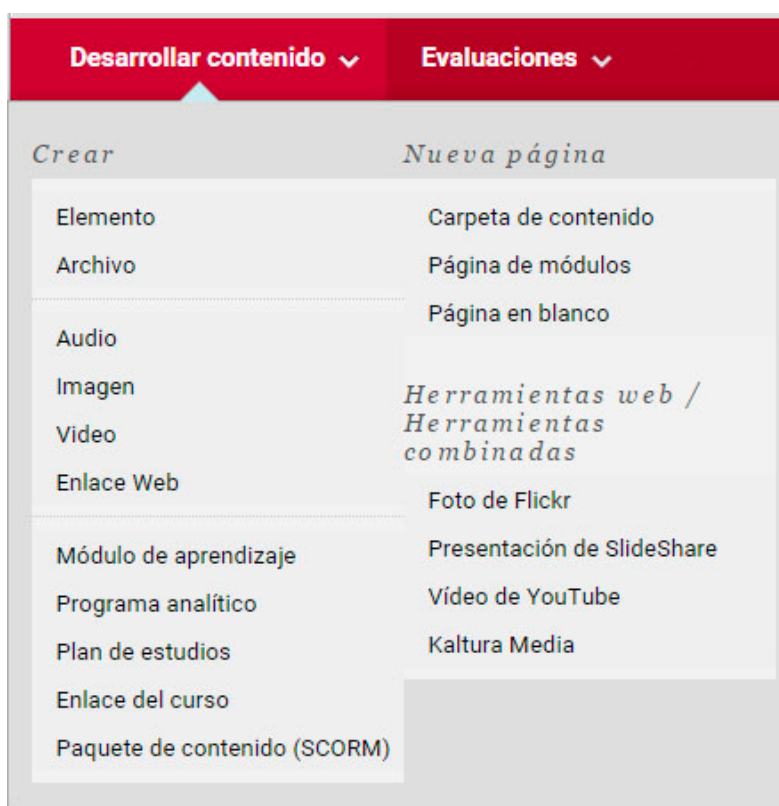 Desarrollar contenido
Evaluaciones
Crear
Elemento
Archivo
Audio
Imagen
Video
Enlace Web
Módulo de aprendizaje
Programa analítico
Plan de estudios
Enlace del curso
Paquete de contenido (SCORM)
Nueva página
Carpeta de contenido
Página de módulos
Página en blanco
Herramientas web /
Herramientas
combinadas
Foto de Flickr
Presentación de SlideShare
Vídeo de YouTube
Kaltura Media